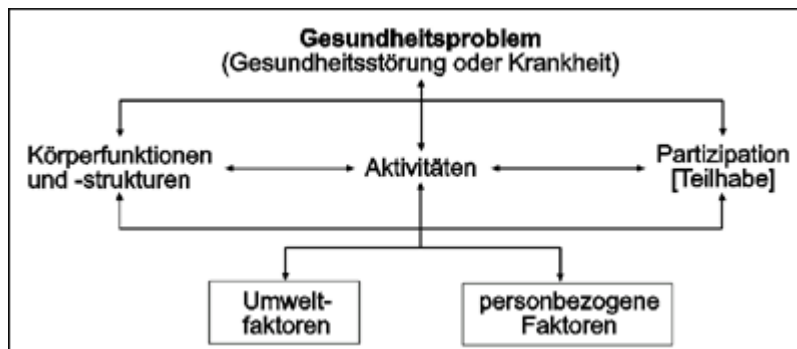 Gesundheitsproblem
(Gesundheitsstörung oder Krankheit)
Körperfunktionen
und -strukturen
Aktivitäten
Partizipation
[Teilhabe]
Umwelt-
faktoren
personbezogene
Faktoren